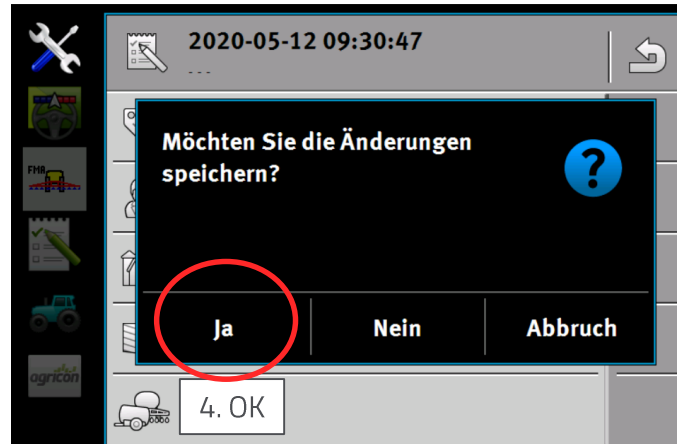 2020-05-12 09:30:47
---
Möchten Sie die Änderungen
speichern?
FMA
Ja
Nein
Abbruch
agricon
4. OK